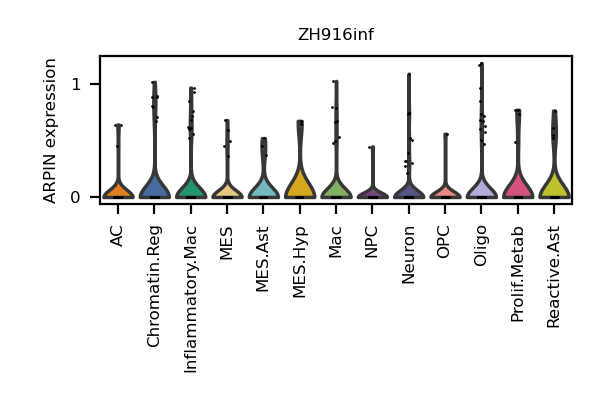 ZH916inf
ARPIN expression
1
0
AC
Chromatin.Reg
Inflammatory.Mac
MES
MES.Ast
MES.Hyp
Mac
NPC
Neuron
OPC
Oligo
Prolif.Metab
Reactive.Ast